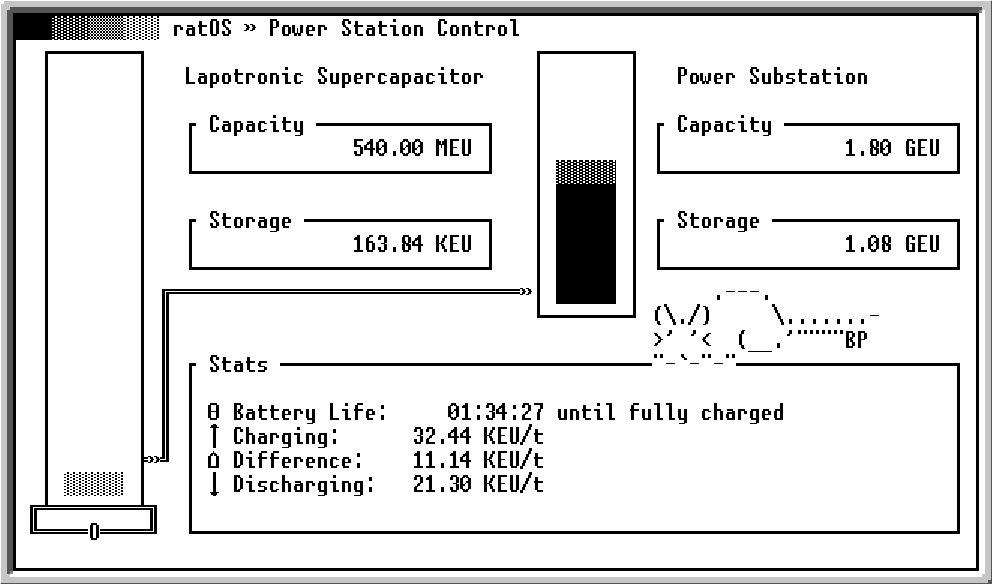 ratOS » Power Station Control
Lapotronic Supercapacitor
Capacity
540.00 MEU
Storage
163.84 KEU
Power Substation
Capacity
1.80 GEU
Storage
1.08 GEU
BP
Stats
θ Battery Life: 01:34:27 until fully charged
↑ Charging: 32.44 KEU/t
Δ Difference: 11.14 KEU/t
↓ Discharging: 21.30 KEU/t
0